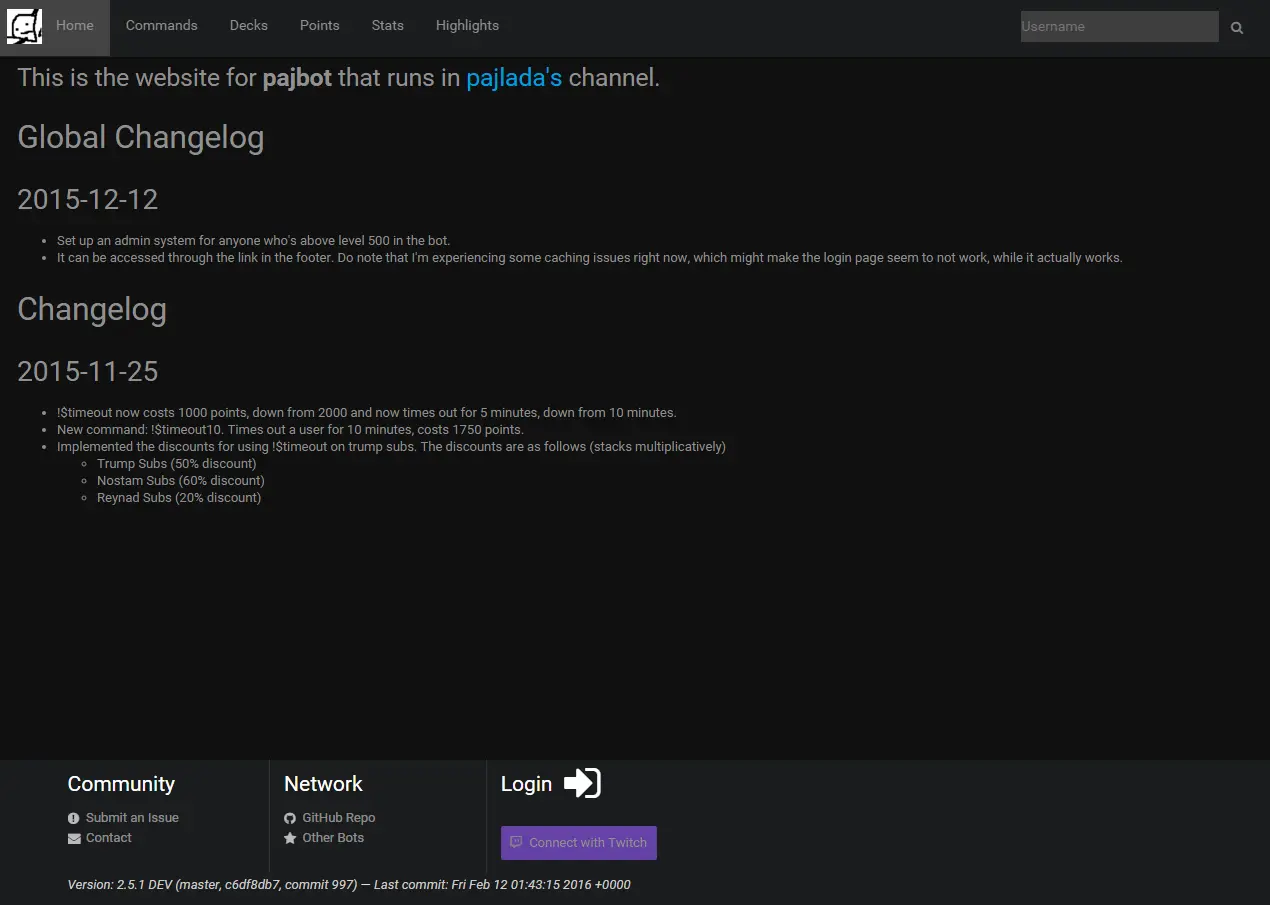 Home Commands Decks Points Stats Highlights Username
This is the website for pajbot that runs in pajlada's channel.
Global Changelog
2015-12-12
Set up an admin system for anyone who's above level 500 in the bot.
It can be accessed through the link in the footer. Do note that I'm experiencing some caching issues right now, which might make the login page seem to not work, while it actually works.
Changelog
2015-11-25
!$timeout now costs 1000 points, down from 2000 and now times out for 5 minutes, down from 10 minutes.
New command: !$timeout10. Times out a user for 10 minutes, costs 1750 points.
Implemented the discounts for using !$timeout on trump subs. The discounts are as follows (stacks multiplicatively)
Trump Subs (50% discount)
Nostam Subs (60% discount)
Reynad Subs (20% discount)
Community
Submit an Issue
Contact
Network
GitHub Repo
Other Bots
Login
Connect with Twitch
Version: 2.5.1 DEV (master, c6df8db7, commit 997) — Last commit: Fri Feb 12 01:43:15 2016 +0000